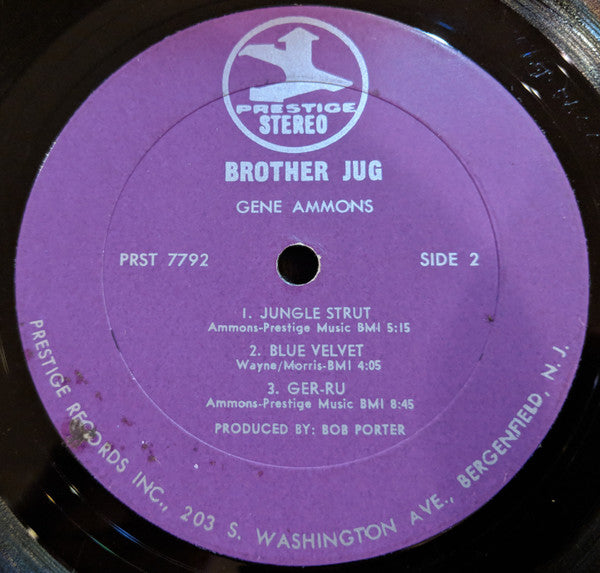 PRESTIGE
STEREO
BROTHER JUG
GENE AMMONS
PRST 7792
SIDE 2
1. JUNGLE STRUT
Ammons-Prestige Music BMI 5:15
2. BLUE VELVET
Wayne/Morris-BMI 4:05
3. GER-RU
Ammons-Prestige Music BMI 8:45
PRODUCED BY: BOB PORTER
PRESTIGE RECORDS INC., 203 S. WASHINGTON AVE., BERGENFIELD, N. J.